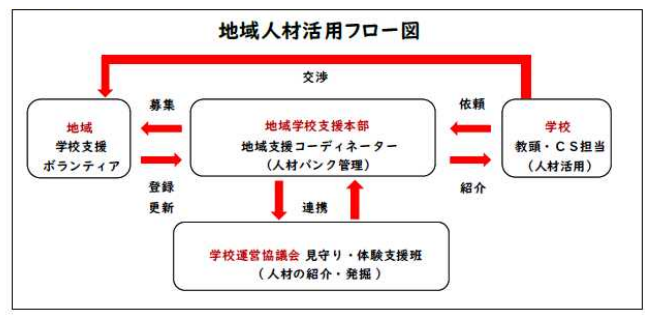 地域人材活用フロー図
交渉
募集
依頼
地域
学校支援
ボランティア
地域学校支援本部
地域支援コーディネーター
（人材バンク管理）
学校
教頭・ＣＳ担当
（人材活用）
登録
更新
連携
紹介
学校運営協議会 見守り・体験支援班
（人材の紹介・発掘）